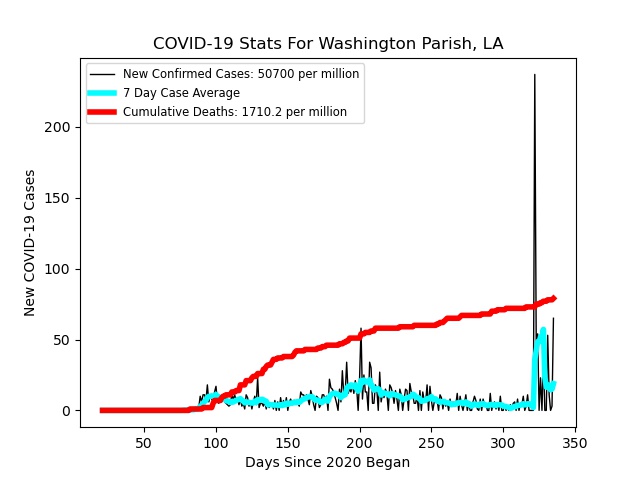 COVID-19 Stats For Washington Parish, LA
New Confirmed Cases: 50700 per million
7 Day Case Average
Cumulative Deaths: 1710.2 per million
New COVID-19 Cases
200
150
100
50
0
50 100 150 200 250 300 350
Days Since 2020 Began